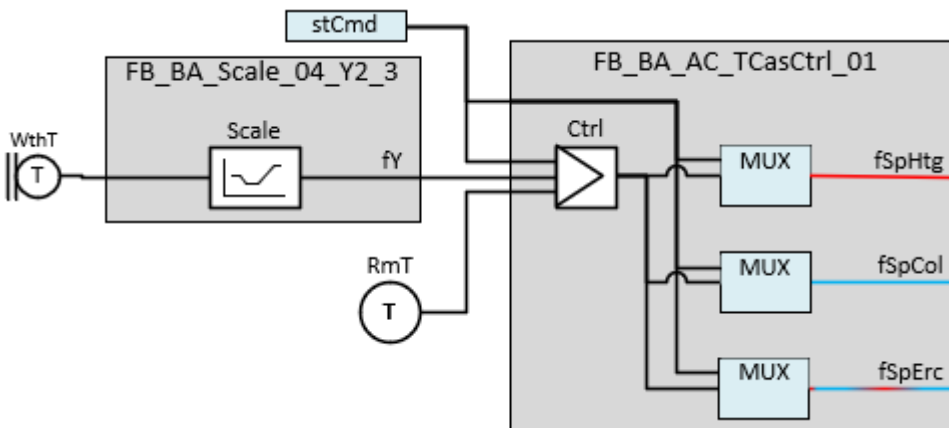 stCmd
FB_BA_Scale_04_Y2_3
FB_BA_AC_TCasCtrl_01
WthT
T
Scale
fY
Ctrl
MUX
fSpHtg
RmT
T
MUX
fSpCol
MUX
fSpErc